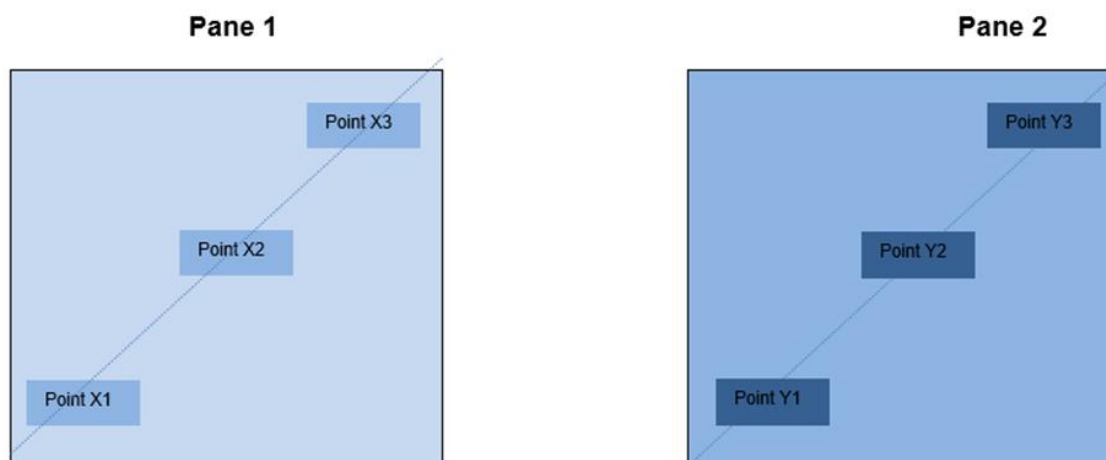 Pane 1
Pane 2
Point X3
Point X2
Point X1
Point Y3
Point Y2
Point Y1